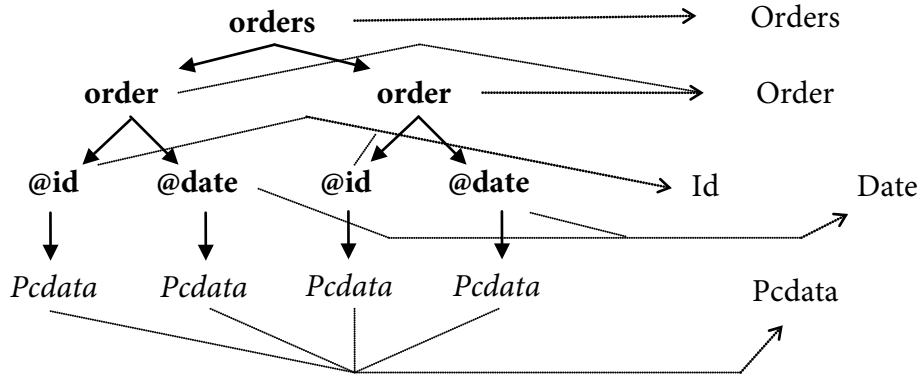 orders Orders
order order Order
@id @date @id @date Id Date
Pcdata Pcdata Pcdata Pcdata Pcdata